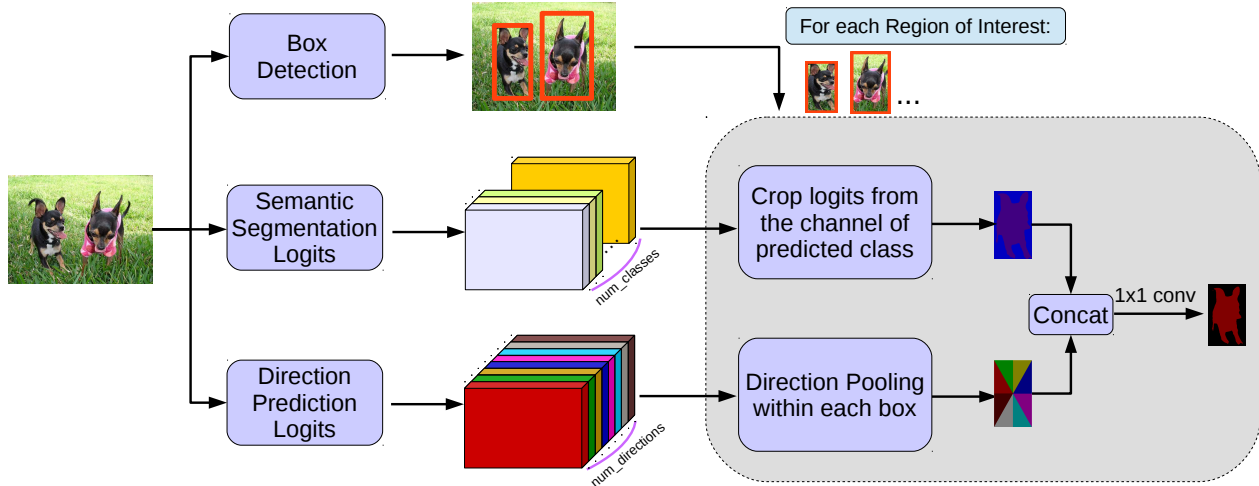 Box
Detection
For each Region of Interest:
...
Semantic
Segmentation
Logits
num_classes
Crop logits from
the channel of
predicted class
1x1 conv
Concat
Direction
Prediction
Logits
num_directions
Direction Pooling
within each box